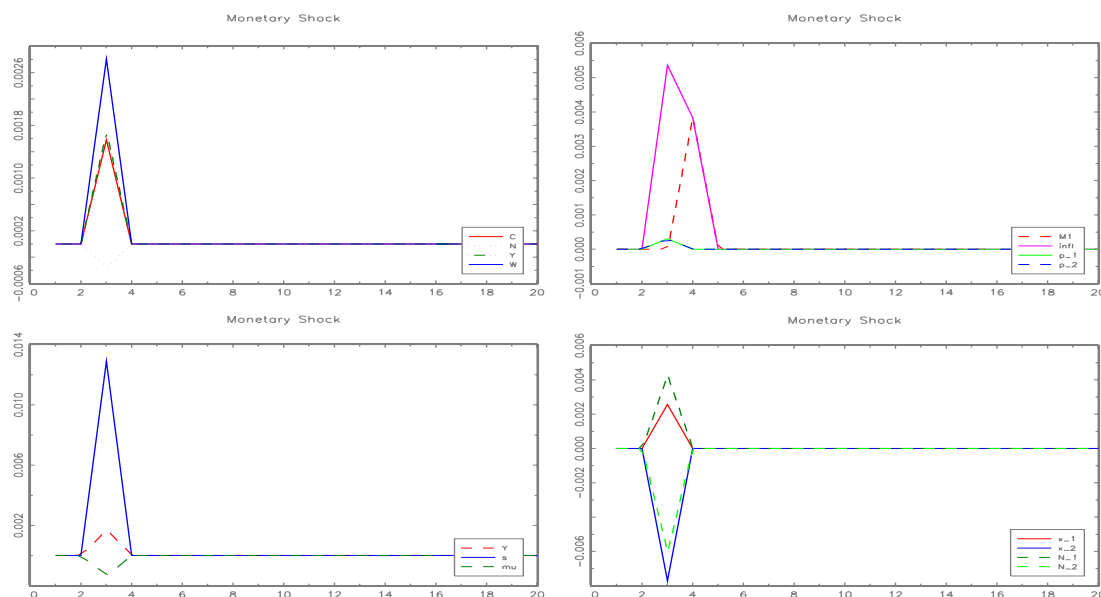 Monetary Shock
0.0026
0.0018
0.0010
0.0002
−0.0006
C
N
Y
W
0 2 4 6 8 10 12 14 16 18 20
Monetary Shock
0.006
0.005
0.004
0.003
0.002
0.001
0.000
−0.001
M1
infl
p_1
p_2
0 2 4 6 8 10 12 14 16 18 20
Monetary Shock
0.014
0.010
0.006
0.002
Y
s
mu
0 2 4 6 8 10 12 14 16 18 20
Monetary Shock
0.006
0.004
0.002
−0.000
−0.006
x_1
x_2
N_1
N_2
0 2 4 6 8 10 12 14 16 18 20